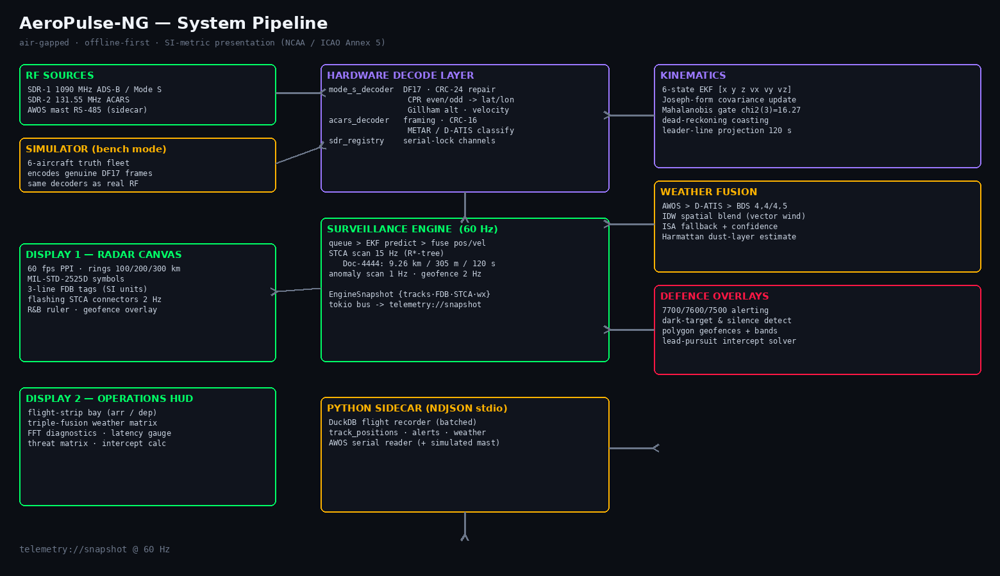 AeroPulse-NG — System Pipeline
air-gapped · offline-first · SI-metric presentation (NCAA / ICAO Annex 5)
RF SOURCES
SDR-1 1090 MHz ADS-B / Mode S
SDR-2 131.55 MHz ACARS
AWOS mast RS-485 (sidecar)
SIMULATOR (bench mode)
6-aircraft truth fleet
encodes genuine DF17 frames
same decoders as real RF
DISPLAY 1 — RADAR CANVAS
60 fps PPI · rings 100/200/300 km
MIL-STD-2525D symbols
3-line FDB tags (SI units)
flashing STCA connectors 2 Hz
R&B ruler · geofence overlay
DISPLAY 2 — OPERATIONS HUD
flight-strip bay (arr / dep)
triple-fusion weather matrix
FFT diagnostics · latency gauge
threat matrix · intercept calc
HARDWARE DECODE LAYER
mode_s_decoder  DF17 · CRC-24 repair
CPR even/odd -> lat/lon
Gillham alt · velocity
acars_decoder   framing · CRC-16
METAR / D-ATIS classify
sdr_registry    serial-lock channels
SURVEILLANCE ENGINE  (60 Hz)
queue > EKF predict > fuse pos/vel
STCA scan 15 Hz (R*-tree)
Doc-4444: 9.26 km / 305 m / 120 s
anomaly scan 1 Hz · geofence 2 Hz
EngineSnapshot {tracks·FDB·STCA·wx}
tokio bus -> telemetry://snapshot
PYTHON SIDECAR (NDJSON stdio)
DuckDB flight recorder (batched)
track_positions · alerts · weather
AWOS serial reader (+ simulated mast)
KINEMATICS
6-state EKF [x y z vx vy vz]
Joseph-form covariance update
Mahalanobis gate chi2(3)=16.27
dead-reckoning coasting
leader-line projection 120 s
WEATHER FUSION
AWOS > D-ATIS > BDS 4,4/4,5
IDW spatial blend (vector wind)
ISA fallback + confidence
Harmattan dust-layer estimate
DEFENCE OVERLAYS
7700/7600/7500 alerting
dark-target & silence detect
polygon geofences + bands
lead-pursuit intercept solver
telemetry://snapshot @ 60 Hz